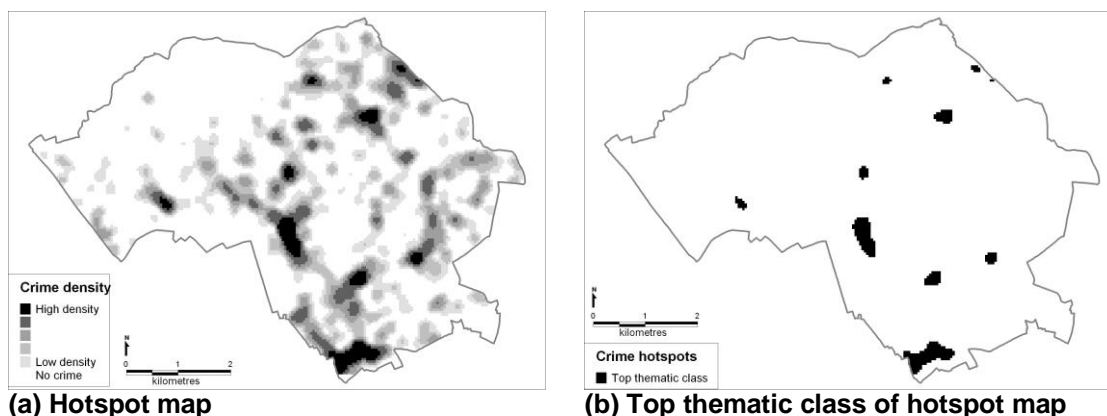 Crime density
High density
Low density
No crime
N
0 1 2
kilometres
(a) Hotspot map
N
0 1 2
kilometres
Crime hotspots
Top thematic class
(b) Top thematic class of hotspot map